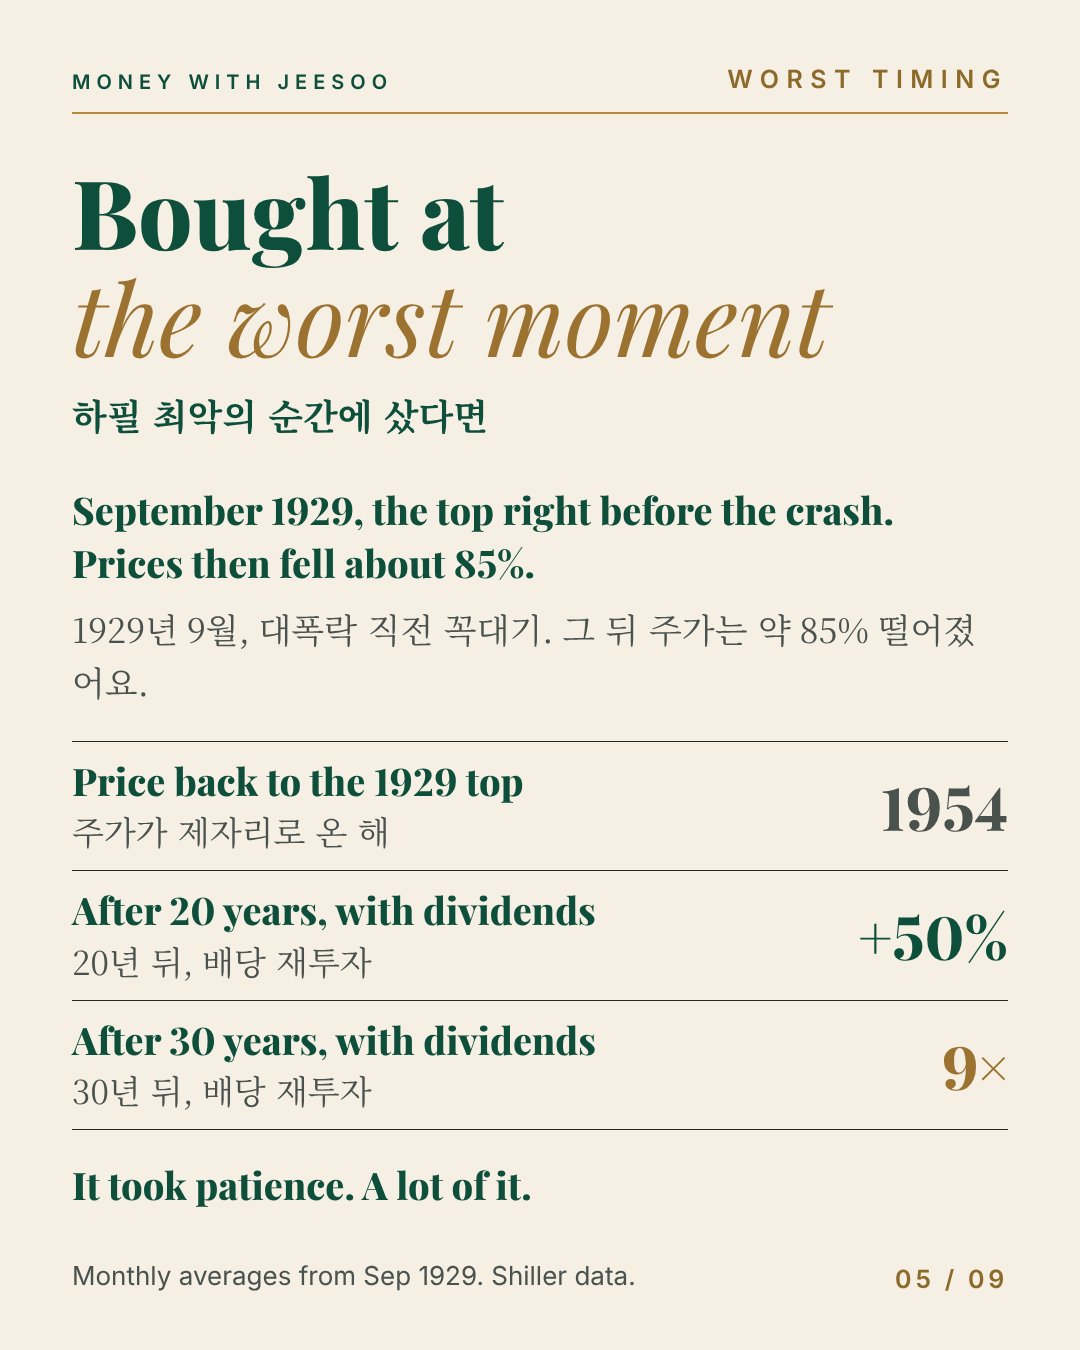 MONEY WITH JEESOO
WORST TIMING
Bought at
the worst moment
하필 최악의 순간에 샀다면
September 1929, the top right before the crash.
Prices then fell about 85%.
1929년 9월, 대폭락 직전 꼭대기. 그 뒤 주가는 약 85% 떨어졌
어요.
Price back to the 1929 top
주가가 제자리로 온 해
1954
After 20 years, with dividends
20년 뒤, 배당 재투자
+50%
After 30 years, with dividends
30년 뒤, 배당 재투자
9×
It took patience. A lot of it.
Monthly averages from Sep 1929. Shiller data.
05 / 09